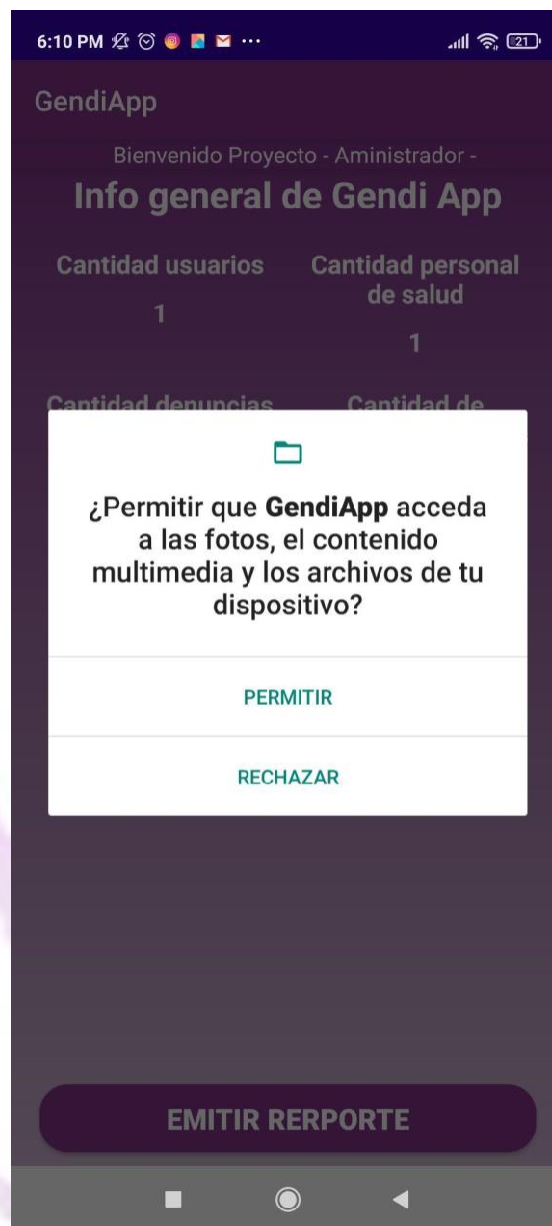 6:10 PM ... 21
GendiApp
Bienvenido Proyecto - Aministrador -
Info general de Gendi App
Cantidad usuarios
1
Cantidad personal
de salud
1
Cantidad denuncias
Cantidad de
¿Permitir que GendiApp acceda
a las fotos, el contenido
multimedia y los archivos de tu
dispositivo?
PERMITIR
RECHAZAR
EMITIR RERPORTE